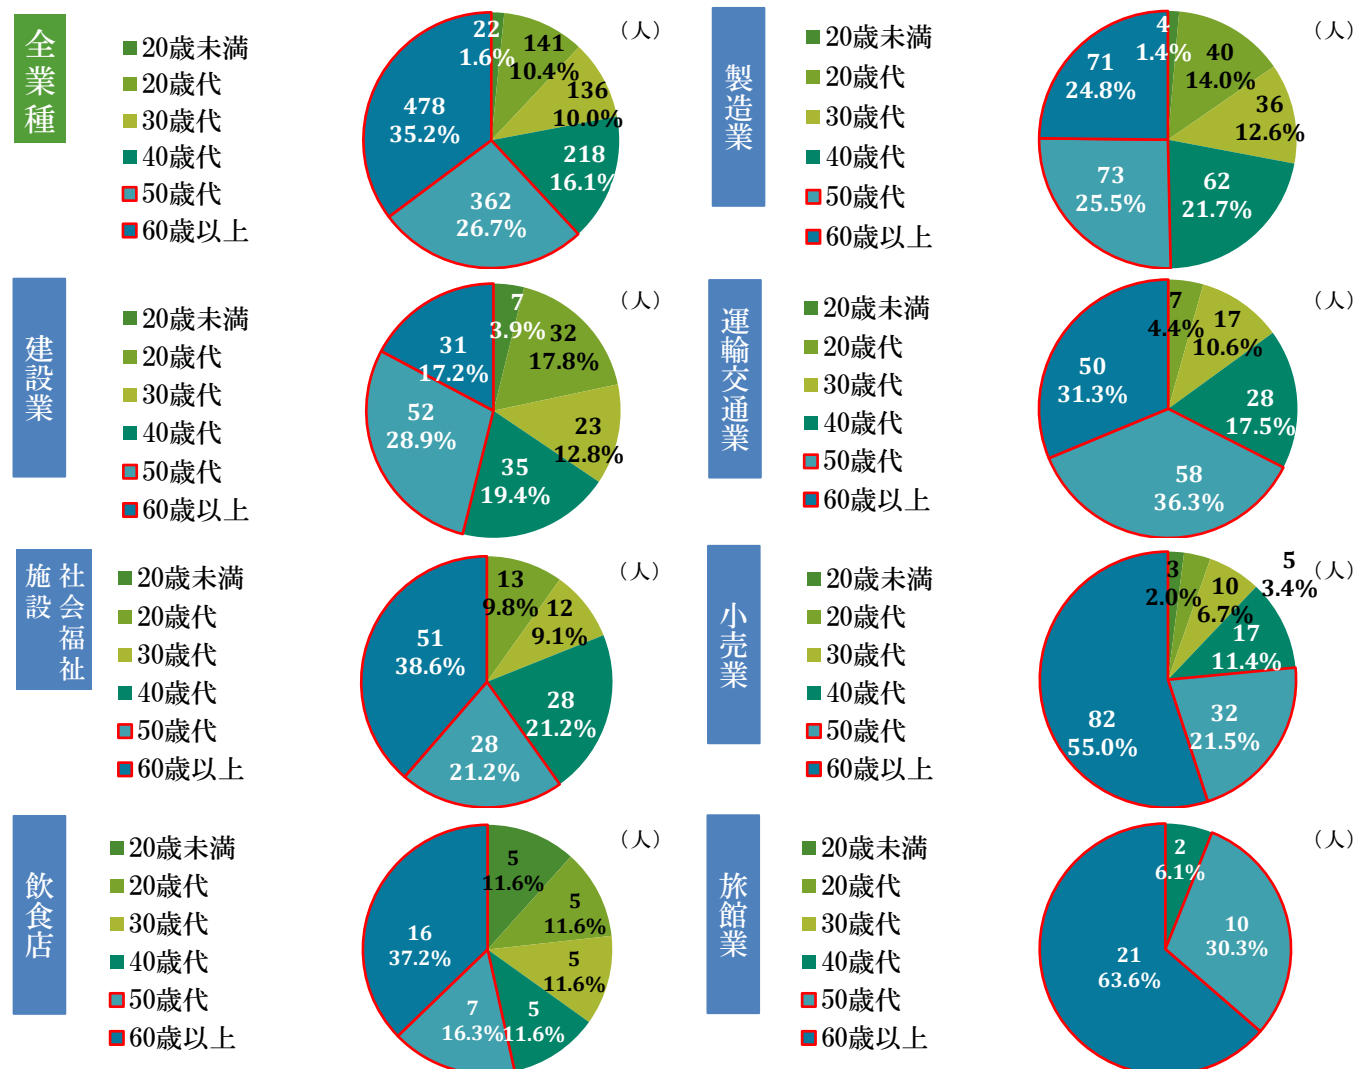 全業種
(人)
20歳未満
20歳代
30歳代
40歳代
50歳代
60歳以上
22
1.6%
141
10.4%
136
10.0%
218
16.1%
362
26.7%
478
35.2%
製造業
(人)
20歳未満
20歳代
30歳代
40歳代
50歳代
60歳以上
4
1.4%
40
14.0%
36
12.6%
62
21.7%
73
25.5%
71
24.8%
建設業
(人)
20歳未満
20歳代
30歳代
40歳代
50歳代
60歳以上
7
3.9%
32
17.8%
23
12.8%
35
19.4%
52
28.9%
31
17.2%
運輸交通業
(人)
20歳未満
20歳代
30歳代
40歳代
50歳代
60歳以上
7
4.4%
17
10.6%
28
17.5%
58
36.3%
50
31.3%
社会福祉
施設
(人)
20歳未満
20歳代
30歳代
40歳代
50歳代
60歳以上
13
9.8%
12
9.1%
28
21.2%
28
21.2%
51
38.6%
小売業
(人)
20歳未満
20歳代
30歳代
40歳代
50歳代
60歳以上
3
2.0%
5
3.4%
10
6.7%
17
11.4%
32
21.5%
82
55.0%
飲食店
(人)
20歳未満
20歳代
30歳代
40歳代
50歳代
60歳以上
5
11.6%
5
11.6%
5
11.6%
5
11.6%
7
16.3%
16
37.2%
旅館業
(人)
20歳未満
20歳代
30歳代
40歳代
50歳代
60歳以上
2
6.1%
10
30.3%
21
63.6%